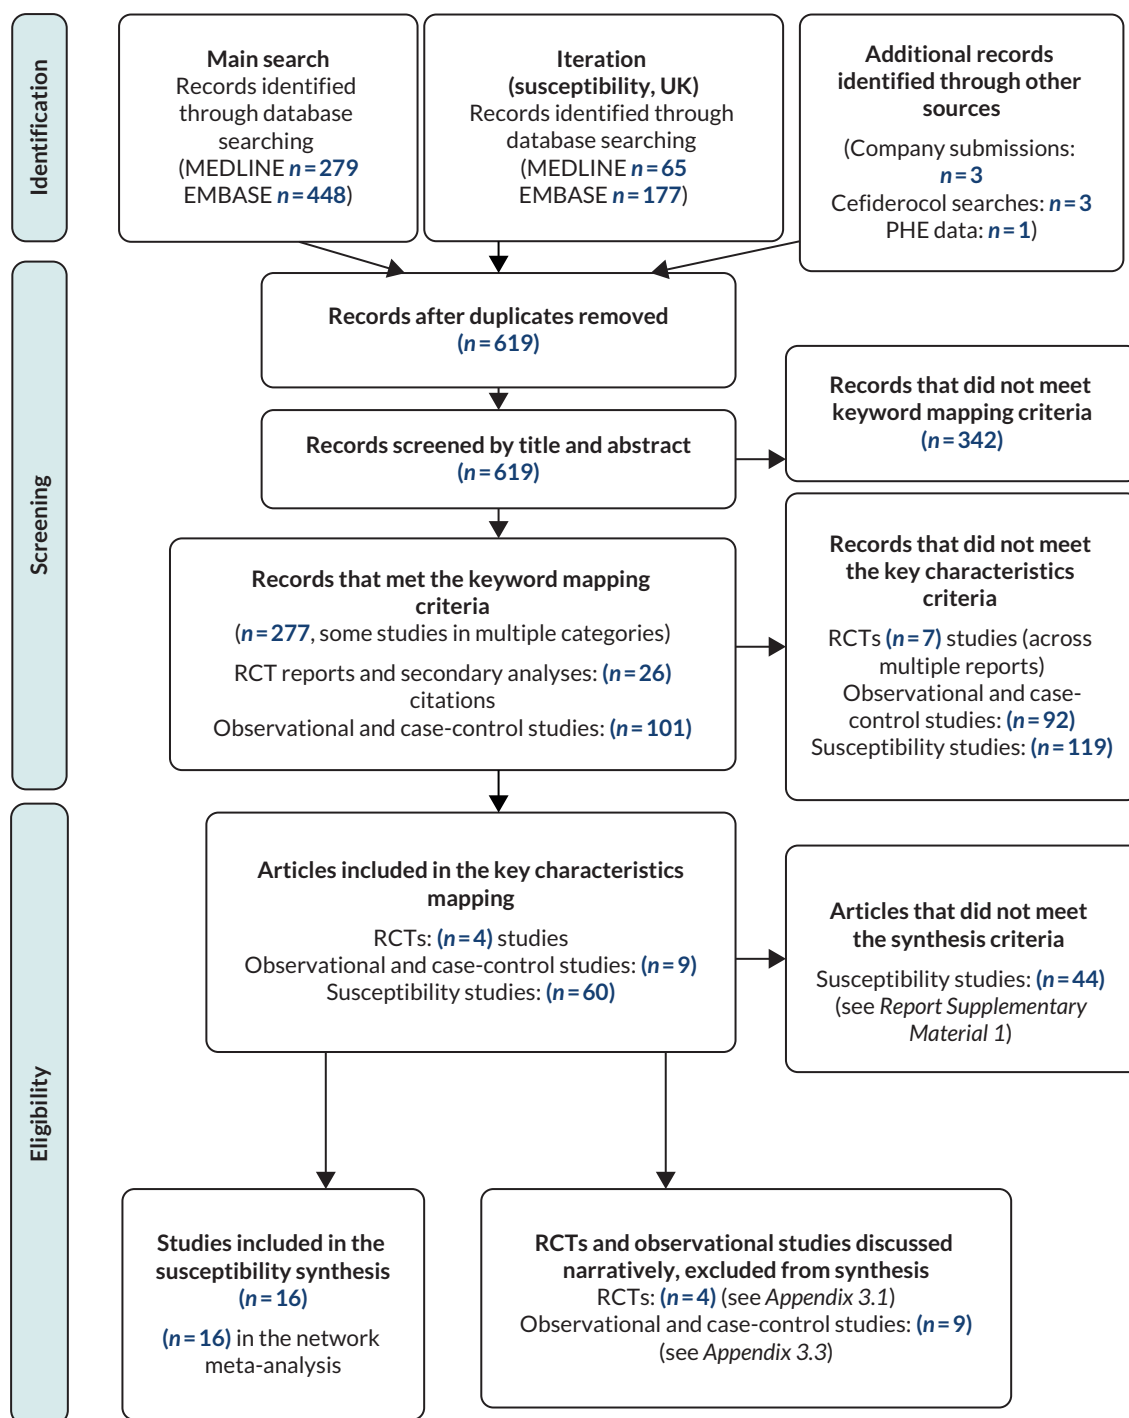 Identification
Main search
Records identified
through database
searching
(MEDLINE n = 279
EMBASE n = 448)
Iteration
(susceptibility, UK)
Records identified through
database searching
(MEDLINE n = 65
EMBASE n = 177)
Additional records
identified through other
sources
(Company submissions:
n = 3
Cefiderocol searches: n = 3
PHE data: n = 1)
Screening
Records after duplicates removed
(n = 619)
Records screened by title and abstract
(n = 619)
Records that did not meet
keyword mapping criteria
(n = 342)
Records that met the keyword mapping
criteria
(n = 277, some studies in multiple categories)
RCT reports and secondary analyses: (n = 26)
citations
Observational and case-control studies: (n = 101)
Records that did not meet
the key characteristics
criteria
RCTs (n = 7) studies (across
multiple reports)
Observational and case-
control studies: (n = 92)
Susceptibility studies: (n = 119)
Eligibility
Articles included in the key characteristics
mapping
RCTs: (n = 4) studies
Observational and case-control studies: (n = 9)
Susceptibility studies: (n = 60)
Articles that did not meet
the synthesis criteria
Susceptibility studies: (n = 44)
(see Report Supplementary
Material 1)
Studies included in the
susceptibility synthesis
(n = 16)
(n = 16) in the network
meta-analysis
RCTs and observational studies discussed
narratively, excluded from synthesis
RCTs: (n = 4) (see Appendix 3.1)
Observational and case-control studies: (n = 9)
(see Appendix 3.3)